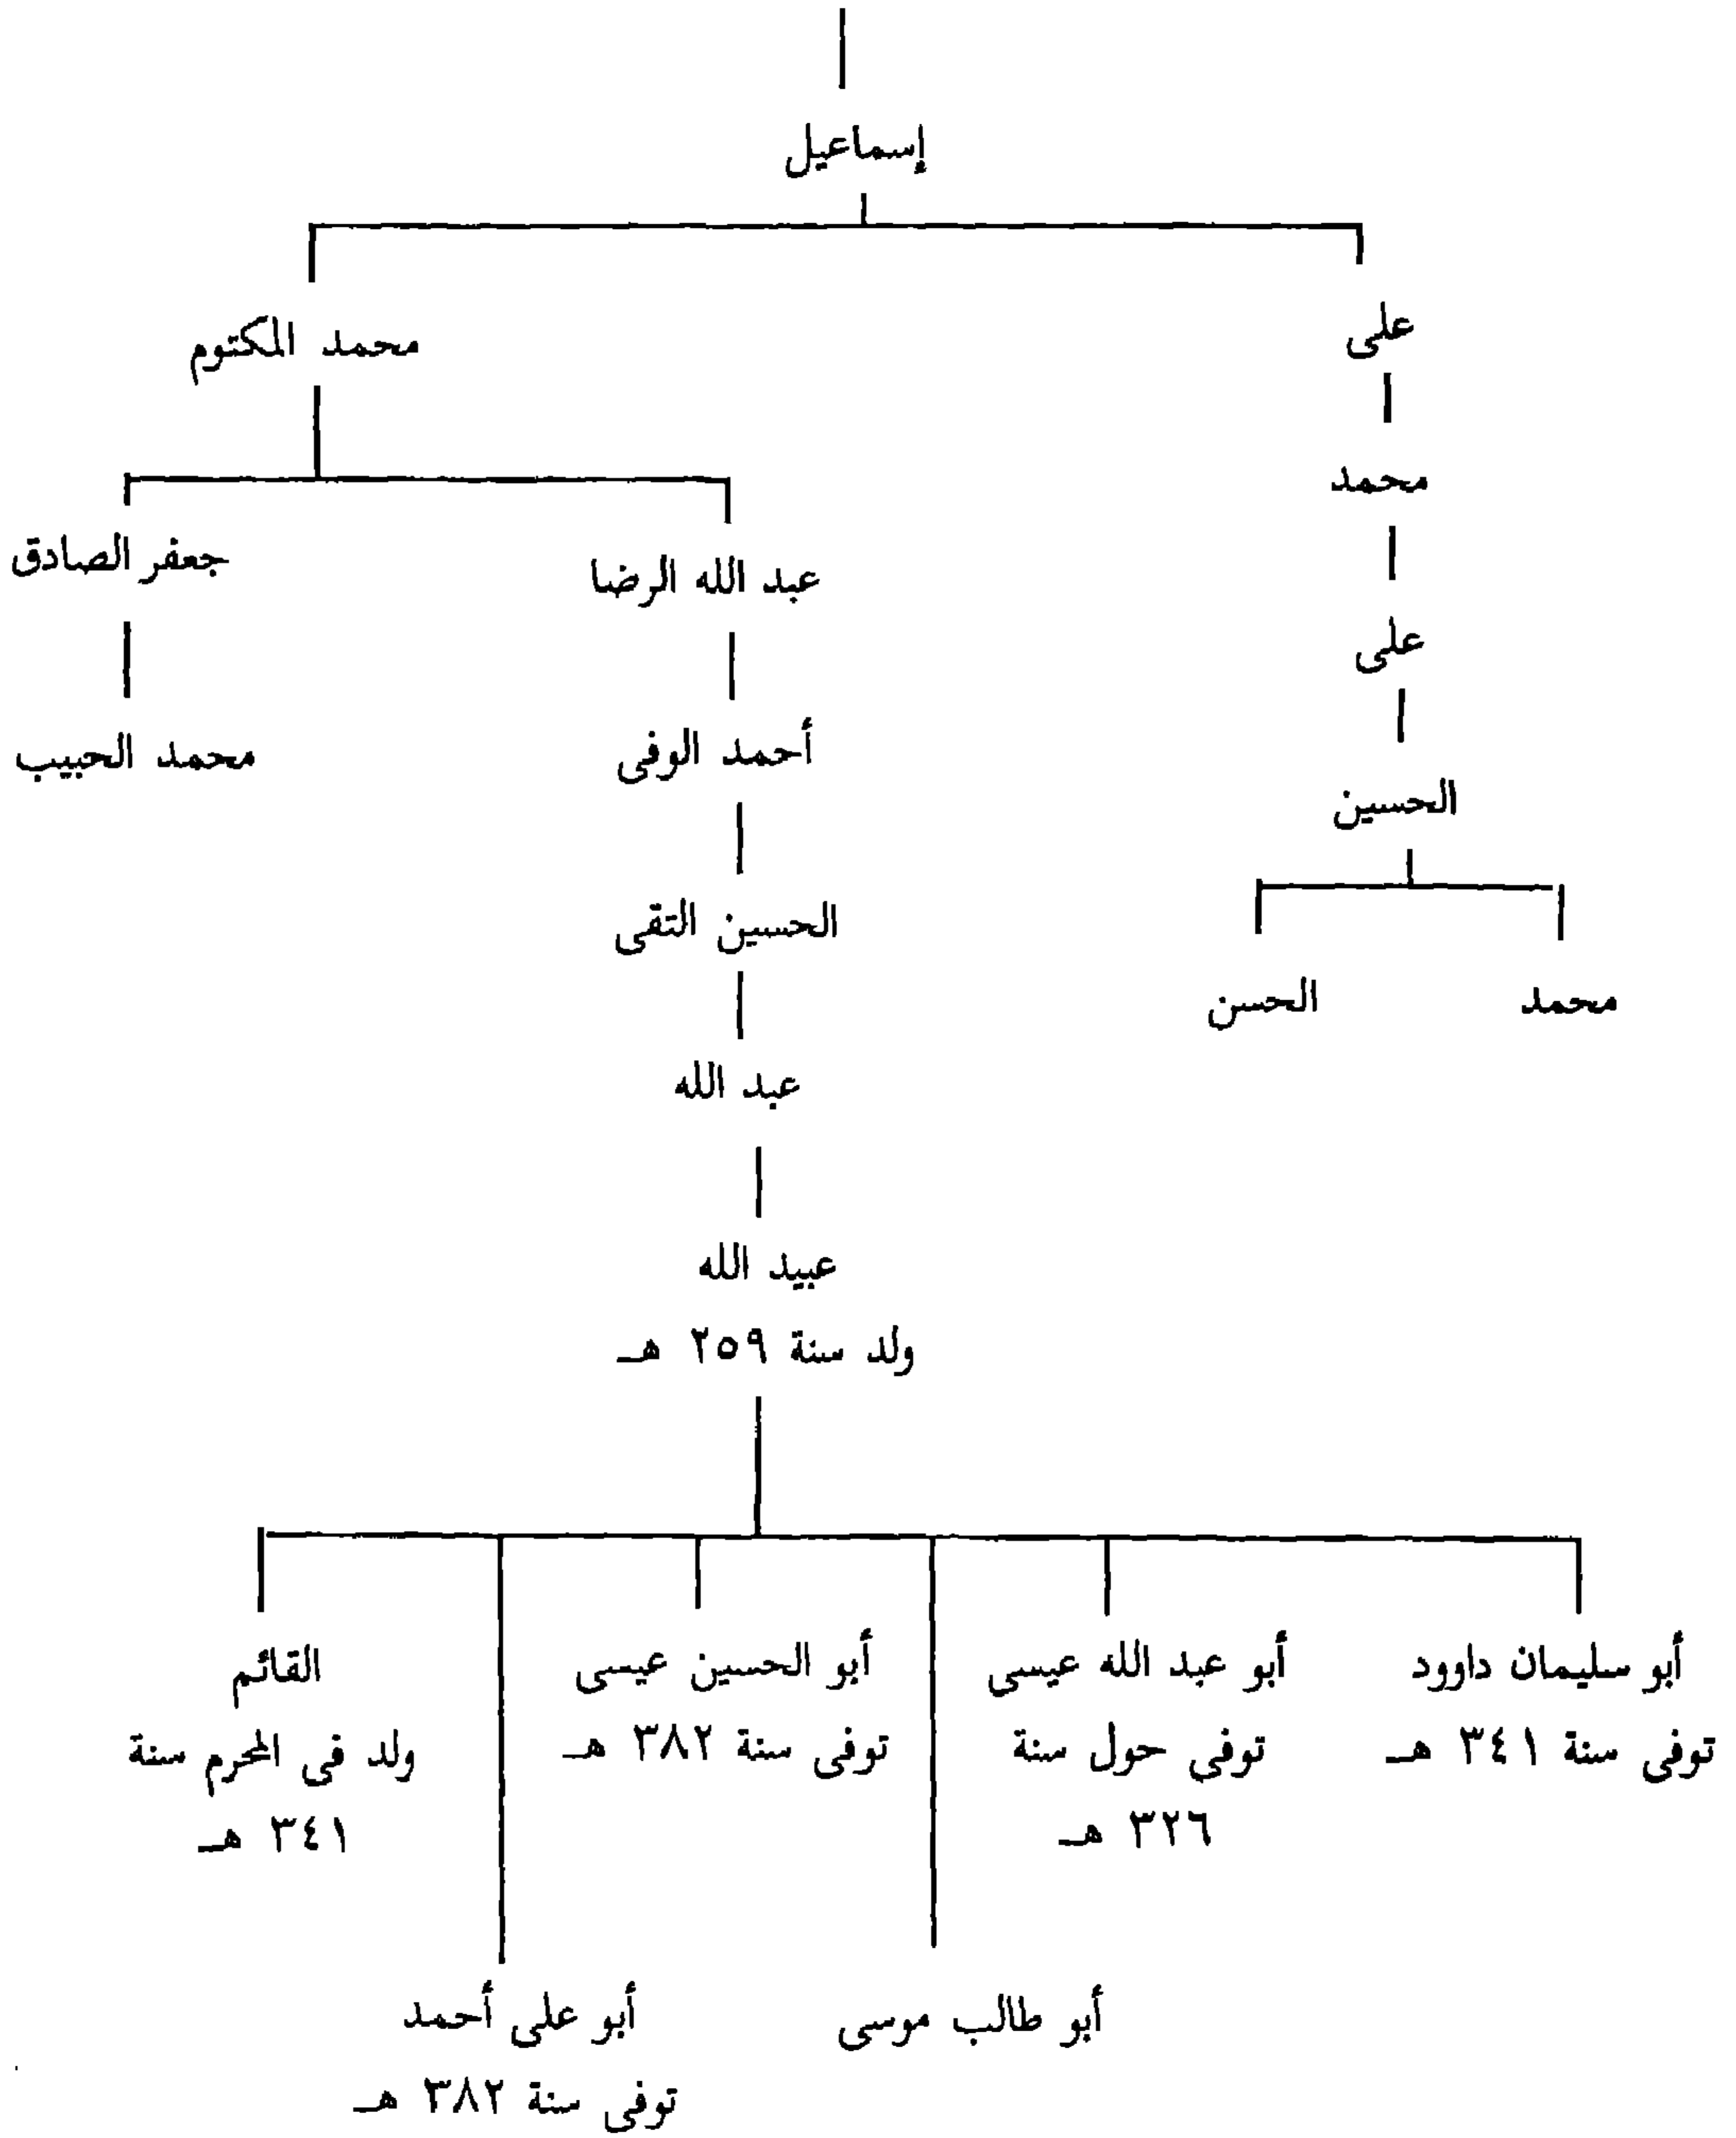 إسماعيل
على
محمد المكتوم
محمد
جعفر الصادق
عبد الله الرضا
على
أحمد الوفى
محمد الحبيب
الحسين
الحسين التقى
محمد
الحسن
عبد الله
عبيد الله
ولد سنة ٢٥٩ هـ
أبو سليمان داوود
توفى سنة ٣٤١ هـ
أبو عبد الله عيسى
توفى حول سنة
٣٢٦ هـ
أبو الحسين عيسى
توفى سنة ٣٨٢ هـ
القائم
ولد فى المحرم سنة
٣٤١ هـ
أبو طالب موسى
أبو على أحمد
توفى سنة ٣٨٢ هـ